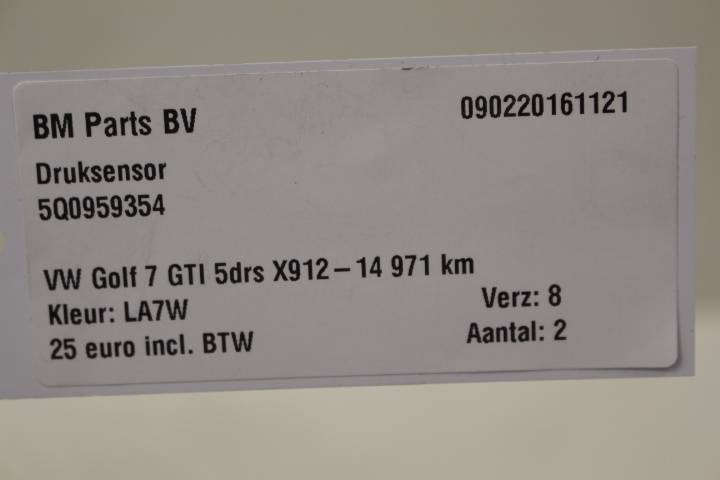 BM Parts BV
090220161121
Druksensor
5Q0959354
VW Golf 7 GTI 5drs X912-14 971 km
Kleur: LA7W
Verz: 8
25 euro incl. BTW
Aantal: 2